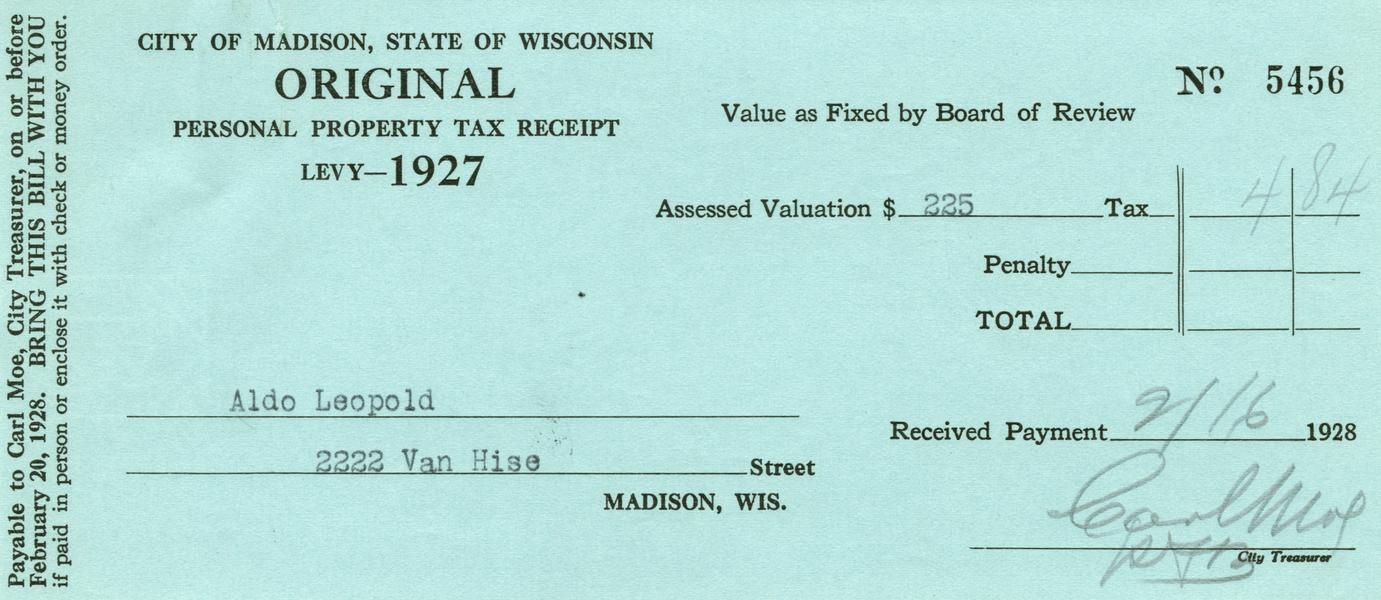 Payable to Carl Moe, City Treasurer, on or before
February 20, 1928. BRING THIS BILL WITH YOU
if paid in person or enclose it with check or money order.
CITY OF MADISON, STATE OF WISCONSIN
ORIGINAL
PERSONAL PROPERTY TAX RECEIPT
LEVY—1927
No. 5456
Value as Fixed by Board of Review
Assessed Valuation $ 225 Tax 4 84
Penalty
TOTAL
Aldo Leopold
2222 Van Hise Street
MADISON, WIS.
Received Payment 2/16 1928
Carl Moe
City Treasurer